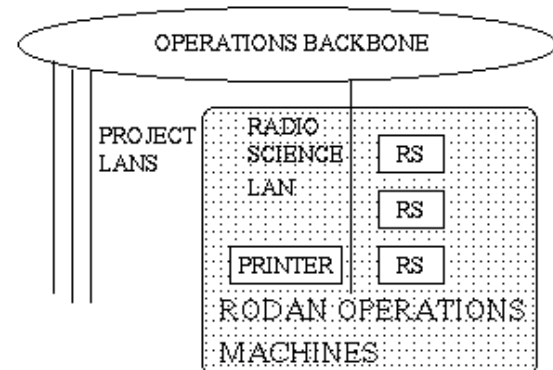 OPERATIONS BACKBONE
PROJECT
LANS
RADIO
SCIENCE
LAN
RS
RS
PRINTER
RS
RODAN OPERATIONS
MACHINES